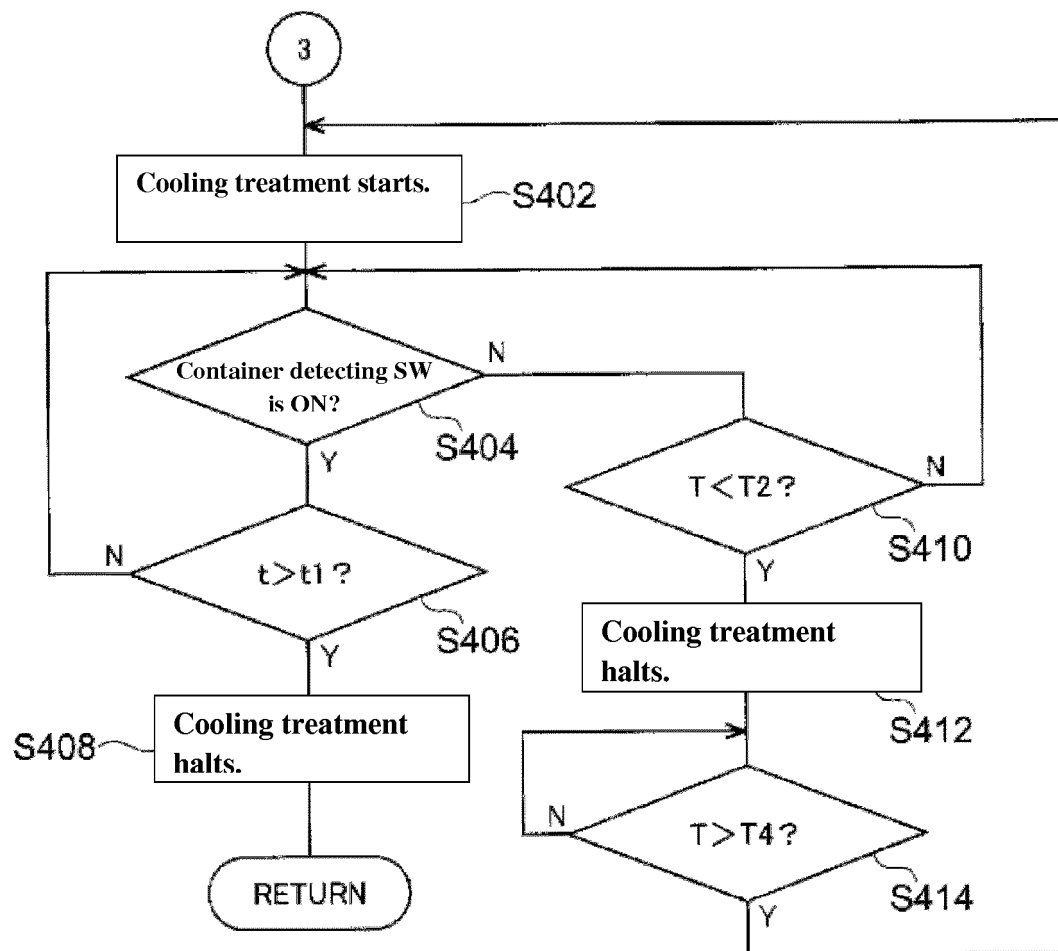 3
Cooling treatment starts.
S402
Container detecting SW
is ON?
N
S404
Y
T<T2?
N
S410
Y
t>t1?
N
S406
Y
Cooling treatment
halts.
S412
Cooling treatment
halts.
S408
T>T4?
N
S414
Y
RETURN